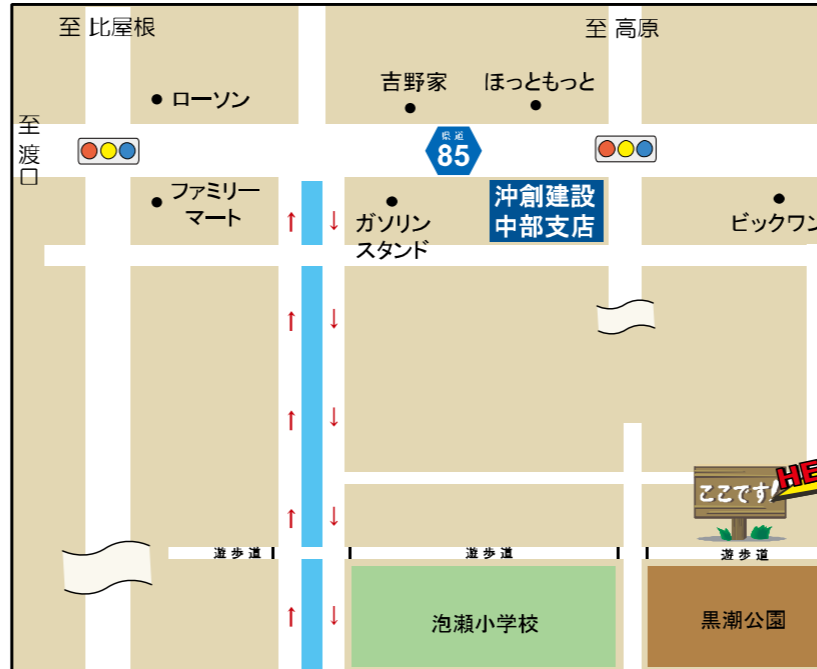 至 比屋根
至 高原
吉野家
ほっともっと
ローソン
至
渡
口
県道
85
ファミリー
マート
ガソリン
スタンド
沖創建設
中部支店
ビックワン
ここです!
遊歩道
遊歩道
遊歩道
泡瀬小学校
黒潮公園